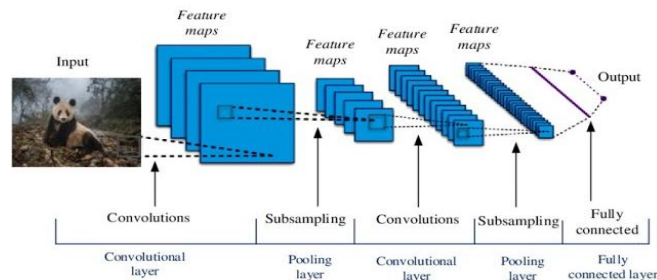 Input
Feature
maps
Feature
maps
Feature
maps
Feature
maps
Output
Convolutions
Subsampling
Convolutions
Subsampling
Fully
connected
Convolutional
layer
Pooling
layer
Convolutional
layer
Pooling
layer
Fully
connected layer